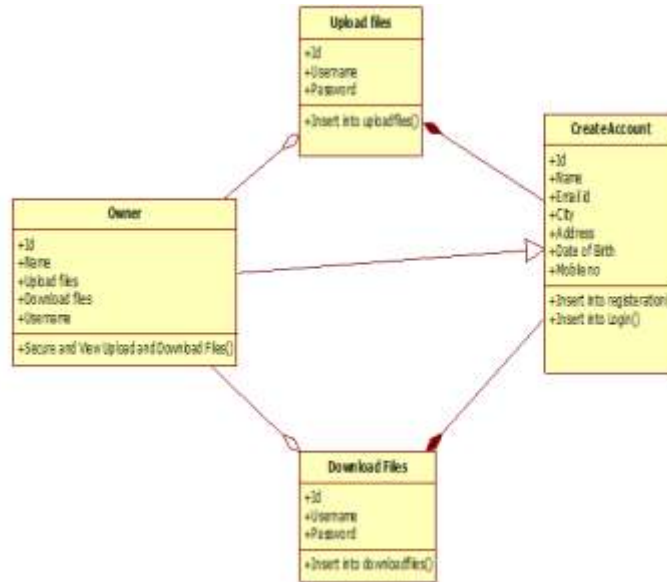 Upload files
+Id
+Username
+Password
+Insert into uploadfiles()
CreateAccount
+Id
+Name
+Email id
+City
+Address
+Date of Birth
+Mobile no
+Insert into registeration
+Insert into Login()
Owner
+Id
+Name
+Upload files
+Download files
+Username
+Secure and View Upload and Download Files()
Download Files
+Id
+Username
+Password
+Insert into downloadfiles()